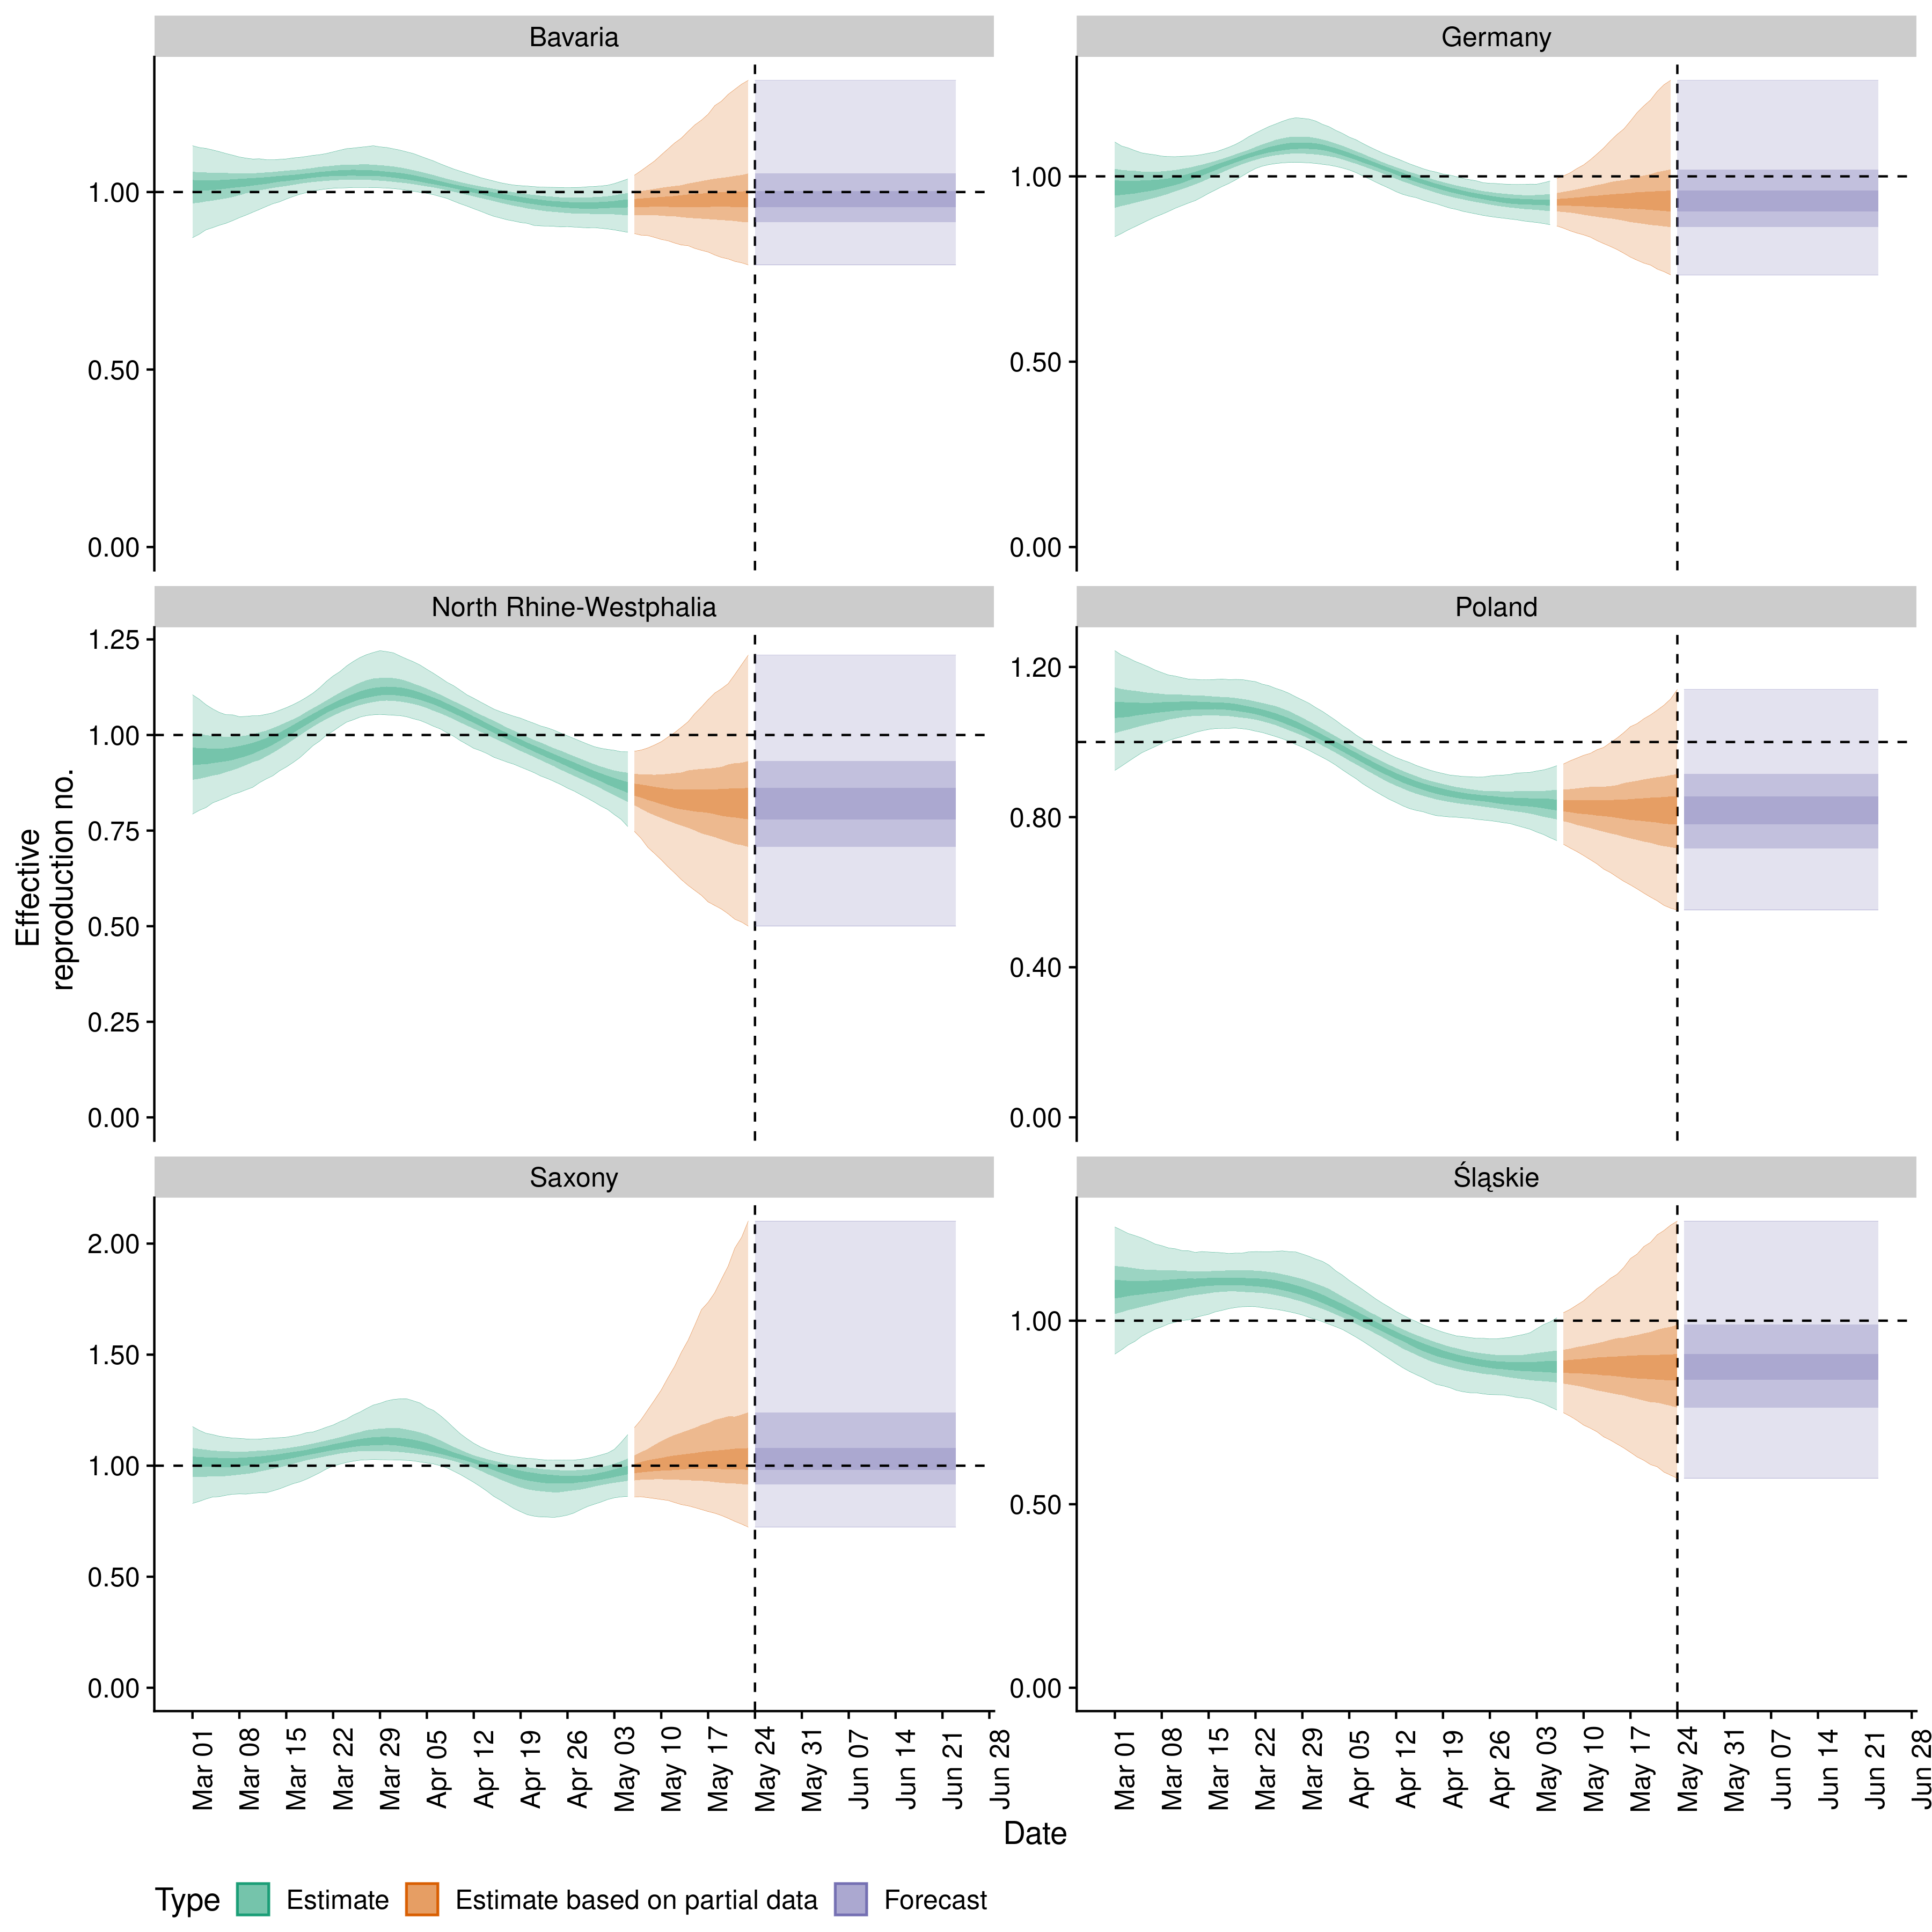 Bavaria
Germany
1.00
0.50
0.00
1.00
0.50
0.00
North Rhine-Westphalia
Poland
1.25
1.00
0.75
0.50
0.25
0.00
1.20
0.80
0.40
0.00
Effective
reproduction no.
Saxony
Śląskie
2.00
1.50
1.00
0.50
0.00
1.00
0.50
0.00
Mar 01
Mar 08
Mar 15
Mar 22
Mar 29
Apr 05
Apr 12
Apr 19
Apr 26
May 03
May 10
May 17
May 24
May 31
Jun 07
Jun 14
Jun 21
Jun 28
Mar 01
Mar 08
Mar 15
Mar 22
Mar 29
Apr 05
Apr 12
Apr 19
Apr 26
May 03
May 10
May 17
May 24
May 31
Jun 07
Jun 14
Jun 21
Jun 28
Date
Type Estimate Estimate based on partial data Forecast